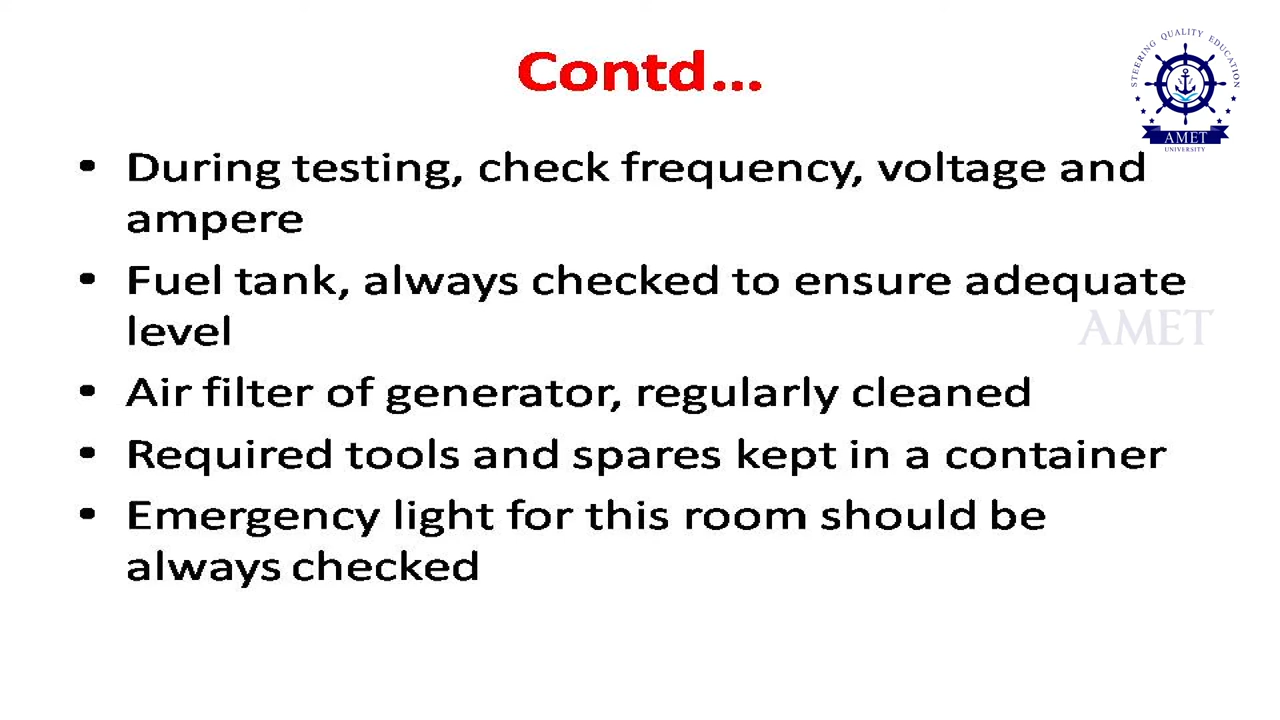 Contd...
STEERING QUALITY EDUCATION
AMET
UNIVERSITY
• During testing, check frequency, voltage and
ampere
• Fuel tank, always checked to ensure adequate
level
AMET
• Air filter of generator, regularly cleaned
• Required tools and spares kept in a container
• Emergency light for this room should be
always checked